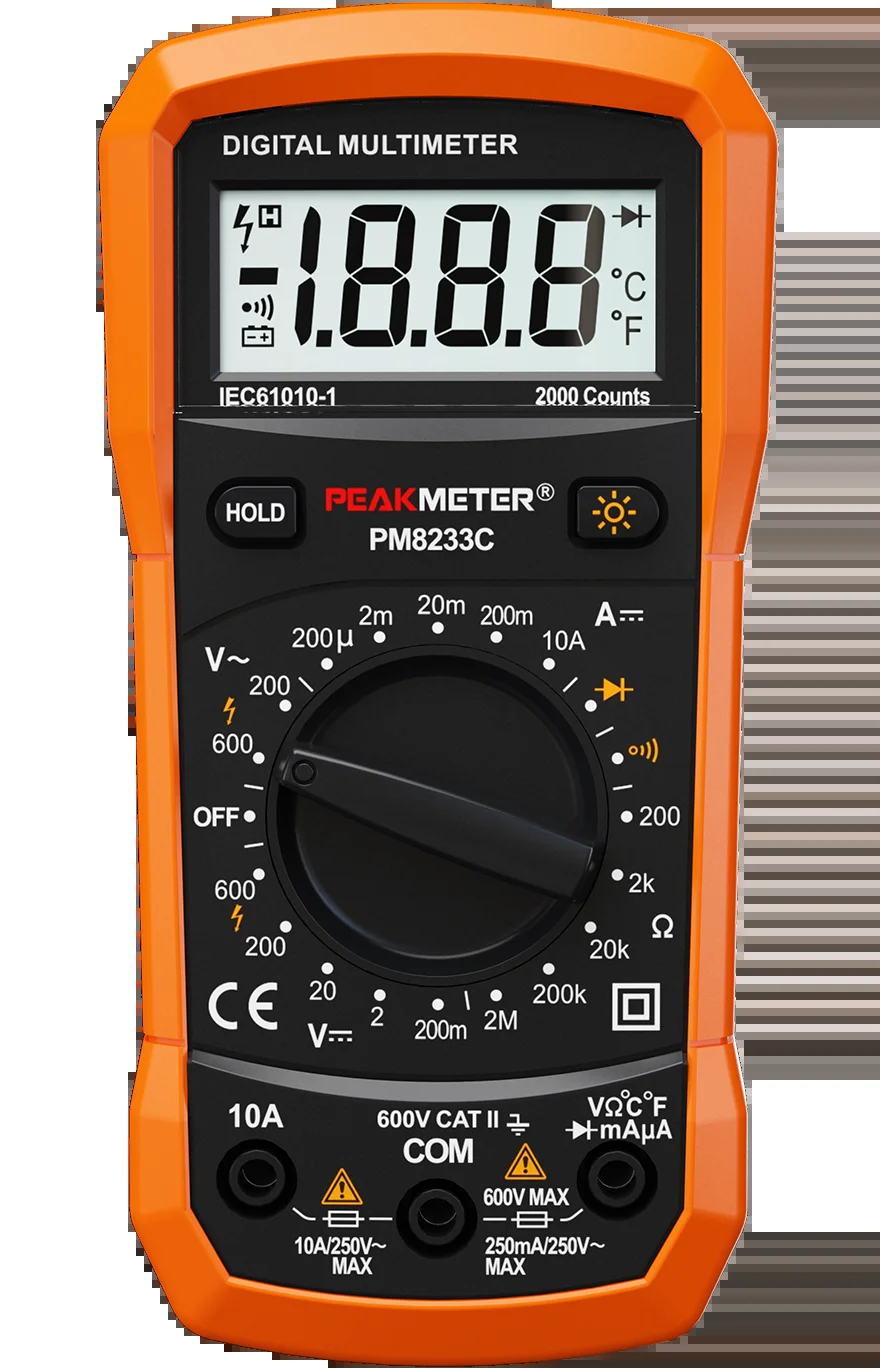 DIGITAL MULTIMETER
H
-1.8.8.8
°C
°F
IEC61010-1
2000 Counts
HOLD
PEAKMETER®
PM8233C
A⎓
200µ 2m 20m 200m 10A
V~
200
600
OFF
600
200
20
V⎓
2
200m
2M
200k
20k
Ω
2k
200
CE
10A
600V CAT II
COM
VΩ°C°F
mAµA
600V MAX
10A/250V~
MAX
250mA/250V~
MAX